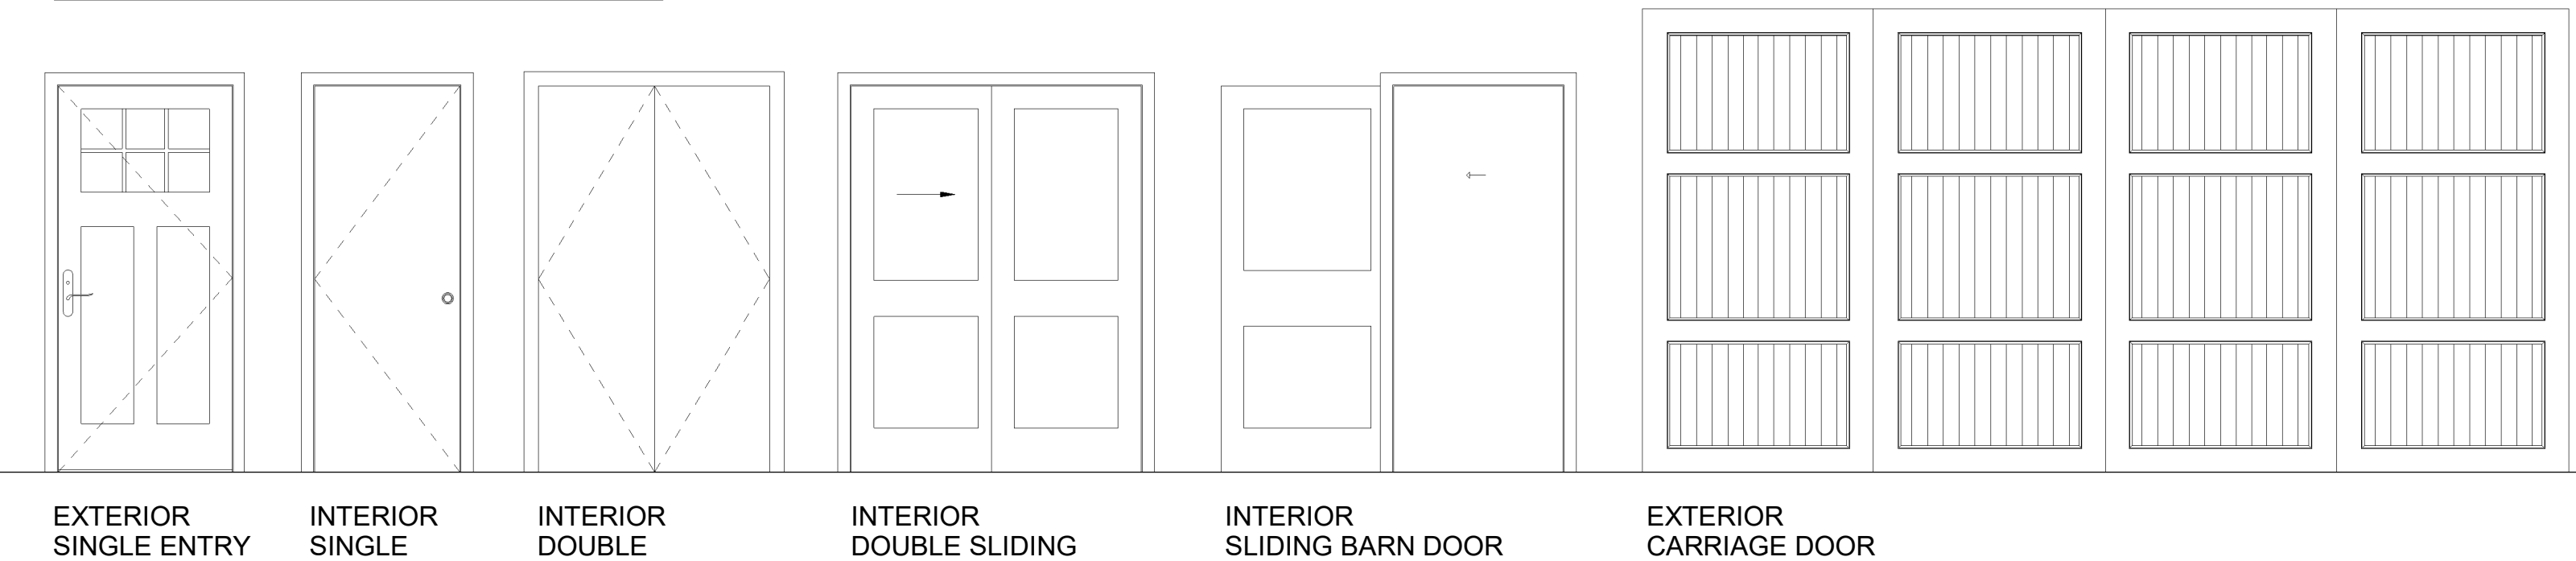 EXTERIOR
SINGLE ENTRY
INTERIOR
SINGLE
INTERIOR
DOUBLE
INTERIOR
DOUBLE SLIDING
INTERIOR
SLIDING BARN DOOR
EXTERIOR
CARRIAGE DOOR